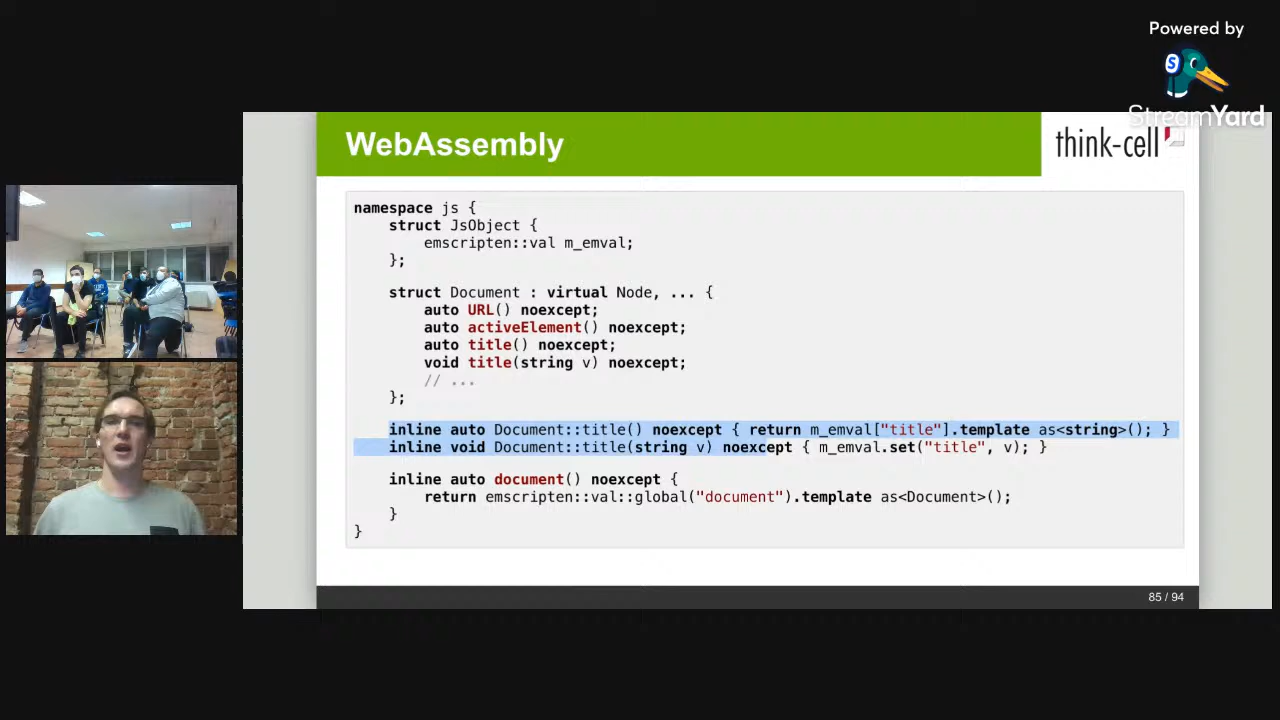 Powered by
S
StreamYard
WebAssembly
think-cell
namespace js {
    struct JsObject {
        emscripten::val m_emval;
    };
    struct Document : virtual Node, ... {
        auto URL() noexcept;
        auto activeElement() noexcept;
        auto title() noexcept;
        void title(string v) noexcept;
        // ...
    };
    inline auto Document::title() noexcept { return m_emval["title"].template as<string>(); }
    inline void Document::title(string v) noexcept { m_emval.set("title", v); }
    inline auto document() noexcept {
        return emscripten::val::global("document").template as<Document>();
    }
}
85 / 94